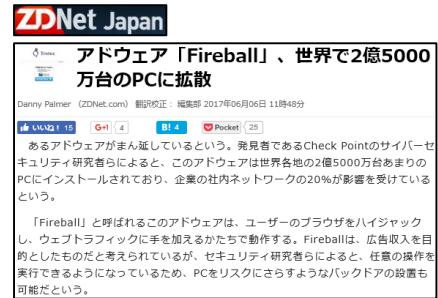 ZDNet Japan
アドウェア「Fireball」、世界で2億5000
万台のPCに拡散
Danny Palmer （ZDNet.com） 翻訳校正： 編集部 2017年06月06日 11時48分
いいね！ 15 G+1 4 B! 4 Pocket 25
あるアドウェアがまん延しているという。発見者であるCheck Pointのサイバーセ
キュリティ研究者らによると、このアドウェアは世界各地の2億5000万台あまりの
PCにインストールされており、企業の社内ネットワークの20%が影響を受けている
という。
「Fireball」と呼ばれるこのアドウェアは、ユーザーのブラウザをハイジャック
し、ウェブトラフィックに手を加えるかたちで動作する。Fireballは、広告収入を目
的としたものだと考えられているが、セキュリティ研究者らによると、任意の操作を
実行できるようになっているため、PCをリスクにさらすようなバックドアの設置も
可能だという。